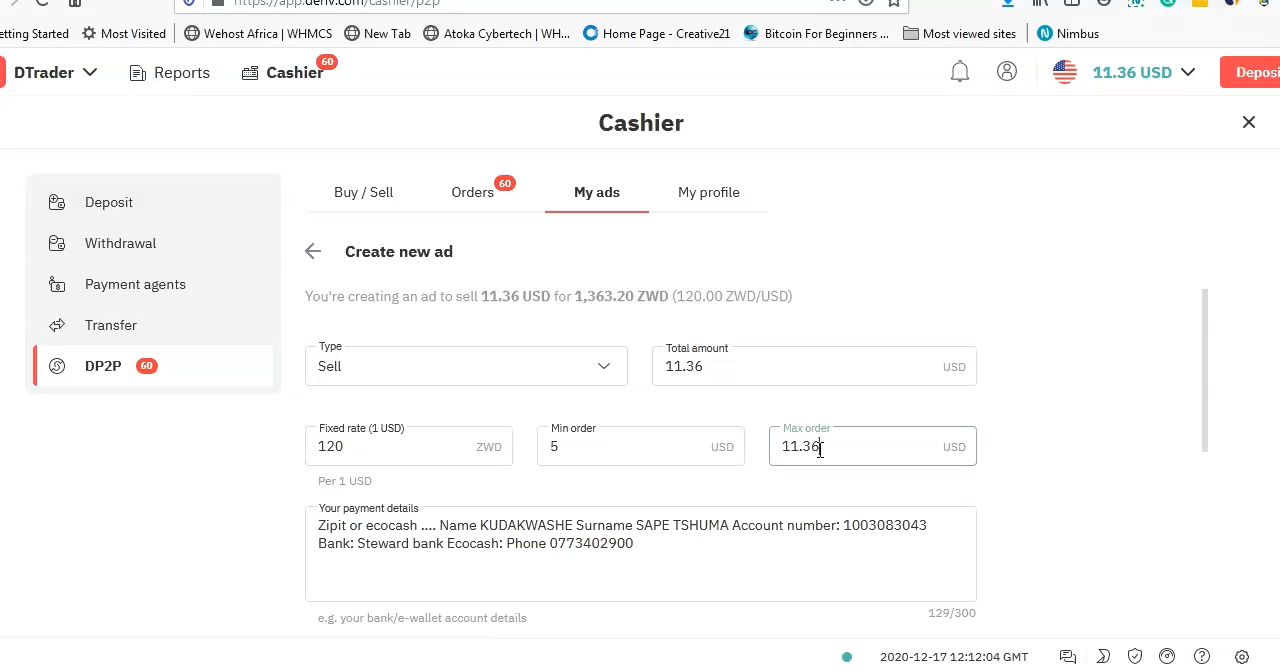 https://app.deriv.com/cashier/p2p
etting Started Most Visited Wehost Africa | WHMCS New Tab Atoka Cybertech | WH... Home Page - Creative21 Bitcoin For Beginners ... Most viewed sites Nimbus
DTrader Reports Cashier 60 11.36 USD Deposi
Cashier
Deposit
Withdrawal
Payment agents
Transfer
DP2P 60
Buy / Sell Orders 60 My ads My profile
Create new ad
You're creating an ad to sell 11.36 USD for 1,363.20 ZWD (120.00 ZWD/USD)
Type Total amount
Sell 11.36 USD
Fixed rate (1 USD) Min order Max order
120 ZWD 5 USD 11.36 USD
Per 1 USD
Your payment details
Zipit or ecocash .... Name KUDAKWASHE Surname SAPE TSHUMA Account number: 1003083043
Bank: Steward bank Ecocash: Phone 0773402900
e.g. your bank/e-wallet account details 129/300
2020-12-17 12:12:04 GMT